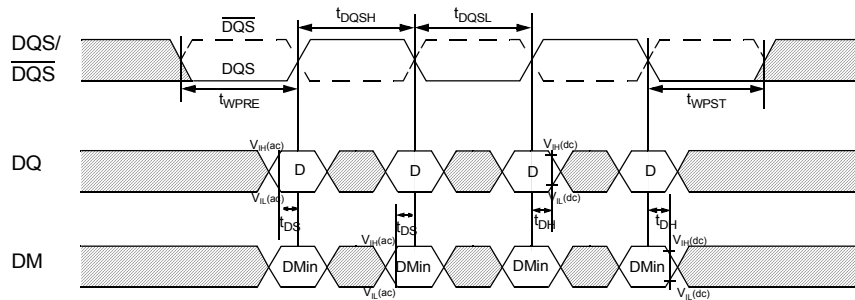 DQS
tDQSH
tDQSL
DQS/
DQS
DQS
tWPRE
tWPST
VIH(ac)
VIH(dc)
DQ
D
D
D
D
VIL(ac)
VIL(dc)
tDS
tDS
tDH
tDH
VIH(ac)
VIH(dc)
DM
DMin
DMin
DMin
DMin
VIL(ac)
VIL(dc)